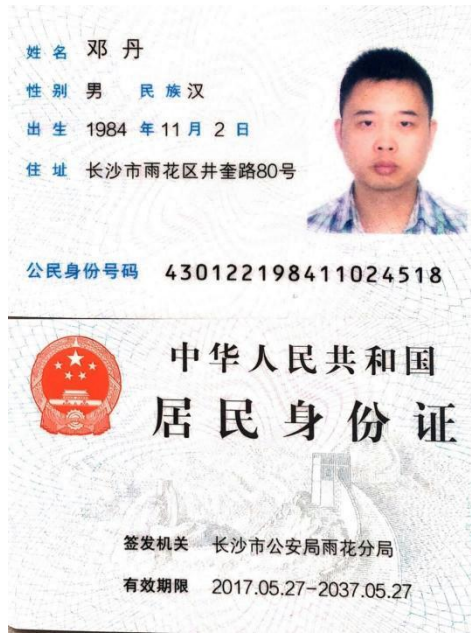 姓名 邓丹
性别 男 民族 汉
出生 1984 年 11 月 2 日
住址 长沙市雨花区井奎路80号
公民身份号码 430122198411024518
中华人民共和国
居民身份证
签发机关 长沙市公安局雨花分局
有效期限 2017.05.27-2037.05.27